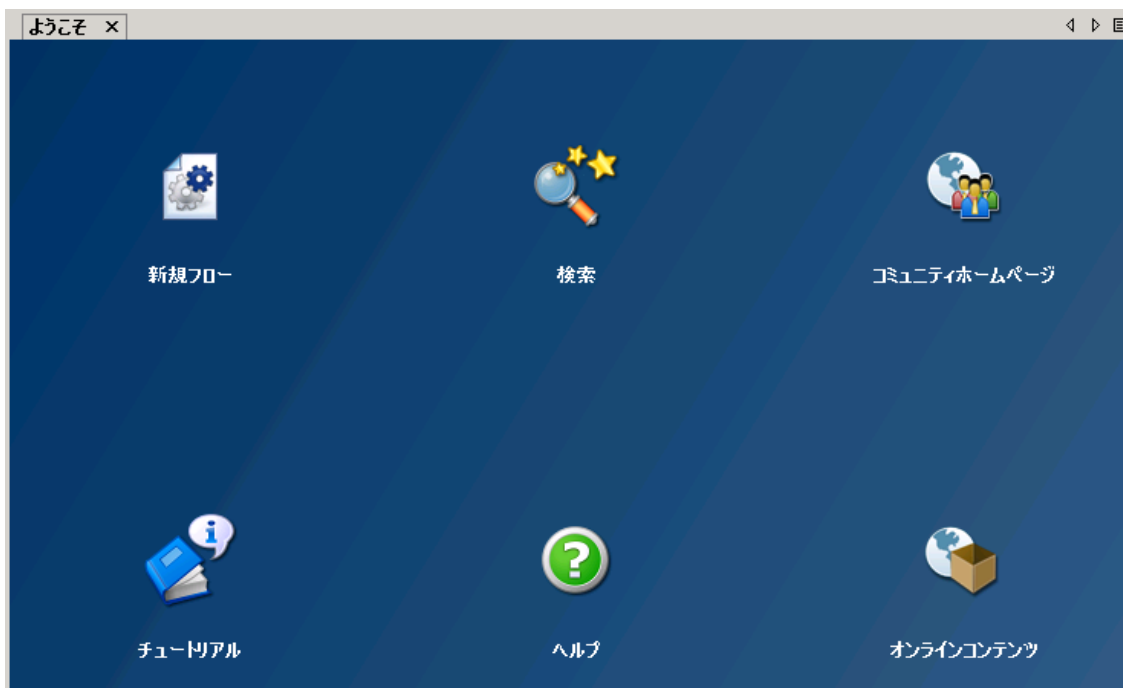 ようこそ ×
新規フロー
検索
コミュニティホームページ
チュートリアル
ヘルプ
オンラインコンテンツ